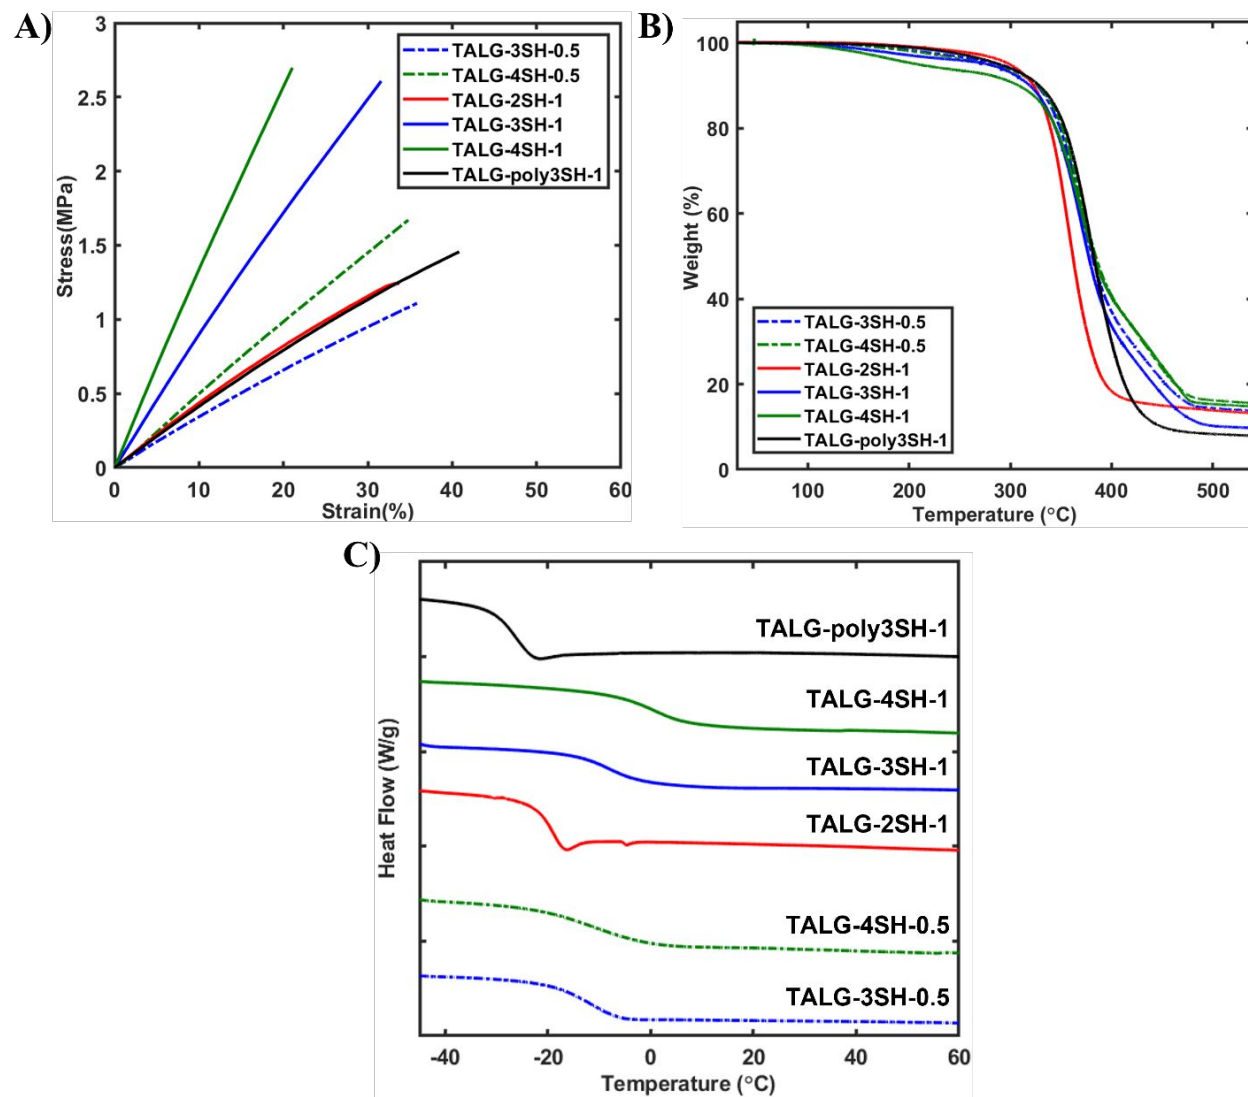 A)
3
2.5
2
1.5
1
0.5
0
Stress(MPa)
TALG-3SH-0.5
TALG-4SH-0.5
TALG-2SH-1
TALG-3SH-1
TALG-4SH-1
TALG-poly3SH-1
0 10 20 30 40 50 60
Strain(%)
B)
100
80
60
40
20
0
Weight (%)
TALG-3SH-0.5
TALG-4SH-0.5
TALG-2SH-1
TALG-3SH-1
TALG-4SH-1
TALG-poly3SH-1
100 200 300 400 500
Temperature (°C)
C)
Heat Flow (W/g)
TALG-poly3SH-1
TALG-4SH-1
TALG-3SH-1
TALG-2SH-1
TALG-4SH-0.5
TALG-3SH-0.5
-40 -20 0 20 40 60
Temperature (°C)